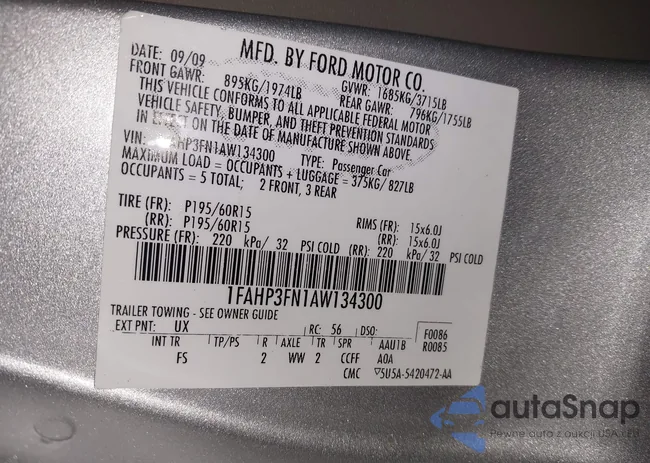 MFD. BY FORD MOTOR CO.
DATE: 09/09 GVWR: 1685KG/3715LB
FRONT GAWR: 895KG/1974LB REAR GAWR: 796KG/1755LB
THIS VEHICLE CONFORMS TO ALL APPLICABLE FEDERAL MOTOR
VEHICLE SAFETY, BUMPER, AND THEFT PREVENTION STANDARDS
IN EFFECT ON THE DATE OF MANUFACTURE SHOWN ABOVE.
VIN: HP3FN1AW134300 TYPE: Passenger Car
MAXIMUM LOAD = OCCUPANTS + LUGGAGE = 375KG/ 827LB
OCCUPANTS = 5 TOTAL; 2 FRONT, 3 REAR
TIRE (FR): P195/60R15 RIMS (FR): 15x6.0J
(RR): P195/60R15 (RR): 15x6.0J
PRESSURE (FR): 220 kPa/ 32 PSI COLD (RR): 220 kPa/ 32 PSI COLD
1FAHP3FN1AW134300
TRAILER TOWING - SEE OWNER GUIDE
EXT PNT: UX RC: 56 DSO: F0086
INT TR TP/PS R AXLE TR SPR AAU1B R0085
FS 2 WW 2 CCFF AOA
CMC ▽5U5A-5420472-AA
autaSnap
Pewne auta z aukcji USA i EU